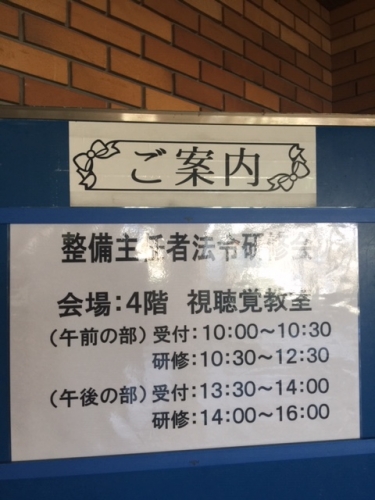 ご案内
整備主任者法令研修会
会場：4階 視聴覚教室
（午前の部）受付：10:00～10:30
研修：10:30～12:30
（午後の部）受付：13:30～14:00
研修：14:00～16:00